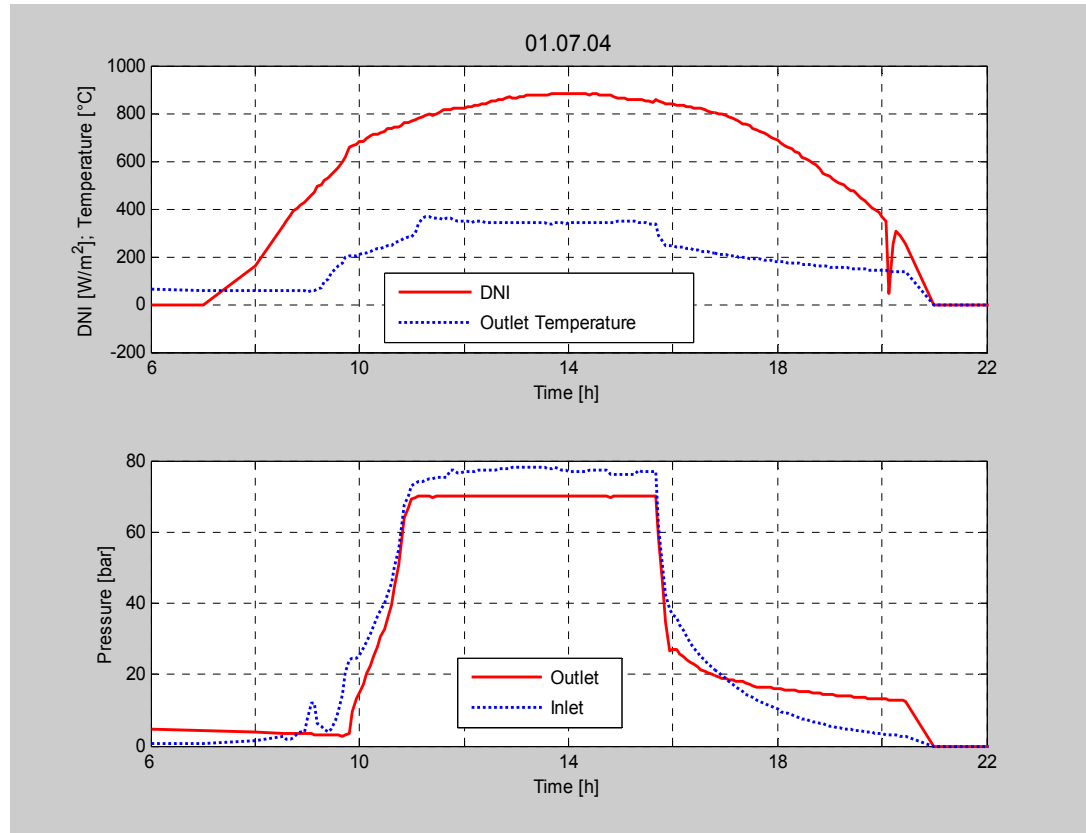 01.07.04
1000
800
600
400
200
0
-200
DNI [W/m²]; Temperature [°C]
DNI
Outlet Temperature
6 10 14 18 22
Time [h]
80
60
40
20
0
Pressure [bar]
Outlet
Inlet
6 10 14 18 22
Time [h]